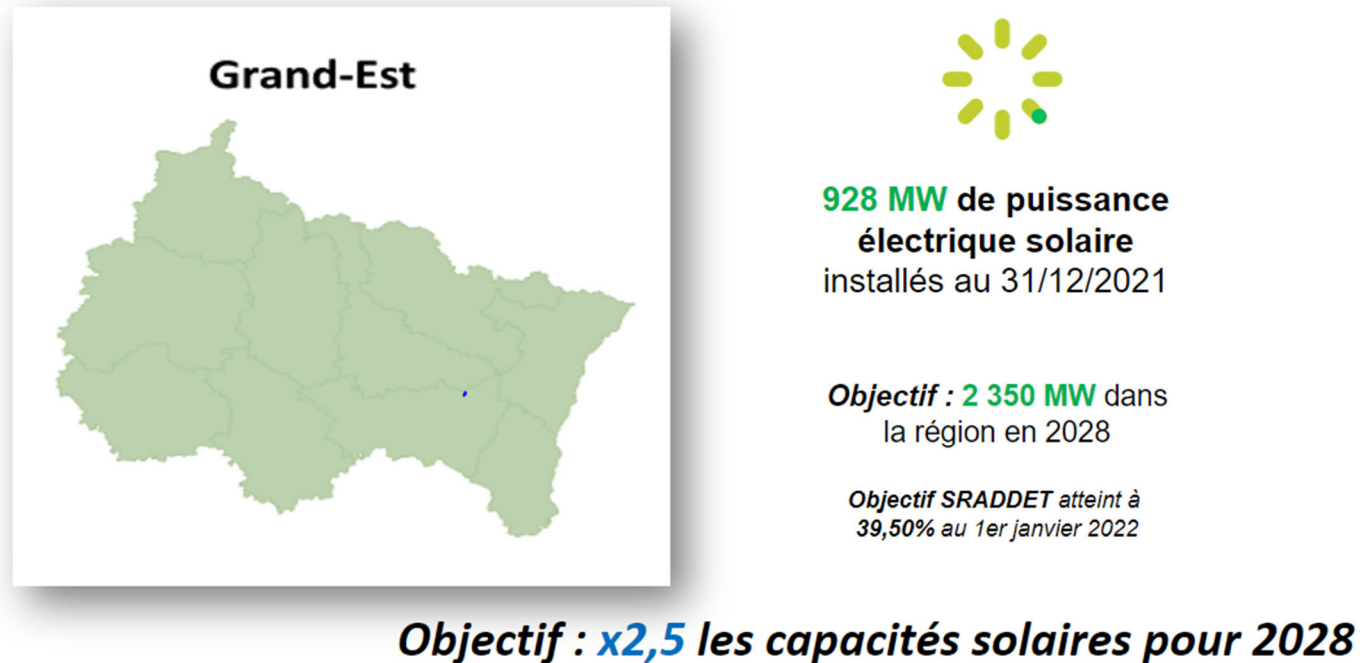 Grand-Est
928 MW de puissance
électrique solaire
installés au 31/12/2021
Objectif : 2 350 MW dans
la région en 2028
Objectif SRADDET atteint à
39,50% au 1er janvier 2022
Objectif : x2,5 les capacités solaires pour 2028